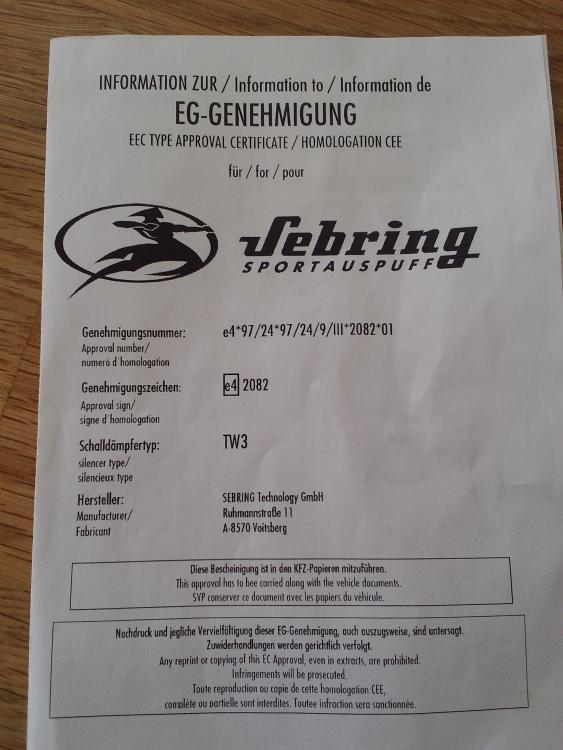 INFORMATION ZUR / Information to / Information de
EG-GENEHMIGUNG
EEC TYPE APPROVAL CERTIFICATE / HOMOLOGATION CEE
für / for / pour
Sebring
SPORTAUSPUFF
Genehmigungsnummer: e4*97/24*97/24/9/III*2082*01
Approval number/
numeró d´homologation
Genehmigungszeichen: e4 2082
Approval sign/
signe d´homologation
Schalldämpfertyp: TW3
silencer type/
silencieux type
Hersteller: SEBRING Technology GmbH
Manufacturer/ Ruhmannstraße 11
Fabricant A-8570 Voitsberg
Diese Bescheinigung ist in den KFZ-Papieren mitzuführen.
This approval has to bee carried along with the vehicle documents.
SVP conserver ce document avec les papiers du véhicule.
Nachdruck und jegliche Vervielfältigung dieser EG-Genehmigung, auch auszugsweise, sind untersagt.
Zuwiderhandlungen werden gerichtlich verfolgt.
Any reprint or copying of this EC Approval, even in extracts, are prohibited.
Infringements will be prosecuted.
Toute reproduction ou copie de cette homologation CEE,
compléte ou partielle sont interdites. Toutee infraction sera sanctionnée.